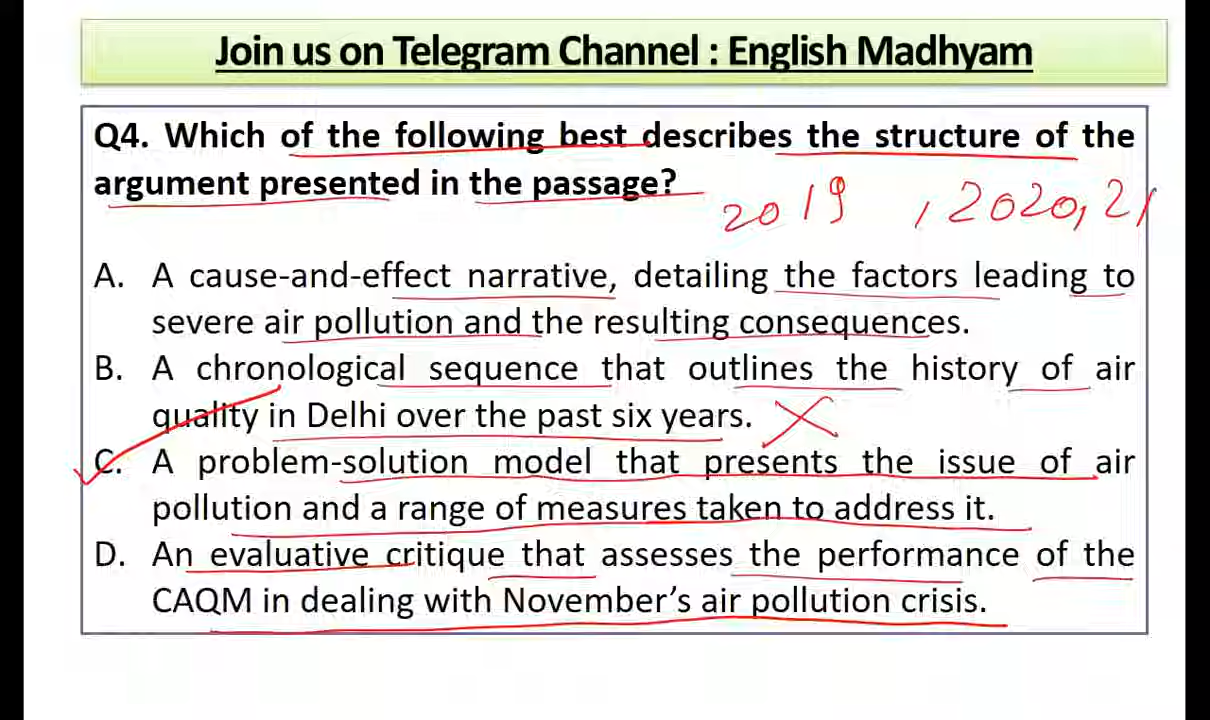 Join us on Telegram Channel : English Madhyam
Q4. Which of the following best describes the structure of the
argument presented in the passage?
2019 , 2020, 21
A. A cause-and-effect narrative, detailing the factors leading to
severe air pollution and the resulting consequences.
B. A chronological sequence that outlines the history of air
quality in Delhi over the past six years.
C. A problem-solution model that presents the issue of air
pollution and a range of measures taken to address it.
D. An evaluative critique that assesses the performance of the
CAQM in dealing with November’s air pollution crisis.